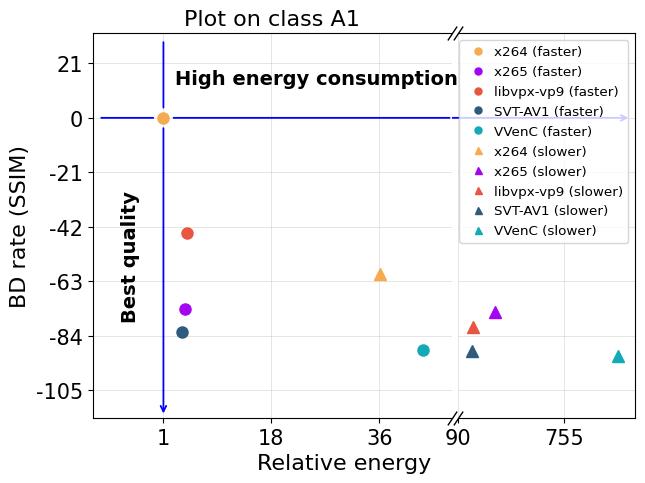 Plot on class A1
High energy consumption
x264 (faster)
x265 (faster)
libvpx-vp9 (faster)
SVT-AV1 (faster)
VVenC (faster)
x264 (slower)
x265 (slower)
libvpx-vp9 (slower)
SVT-AV1 (slower)
VVenC (slower)
BD rate (SSIM)
21
0
-21
-42
-63
-84
-105
Best quality
1 18 36 90 755
Relative energy